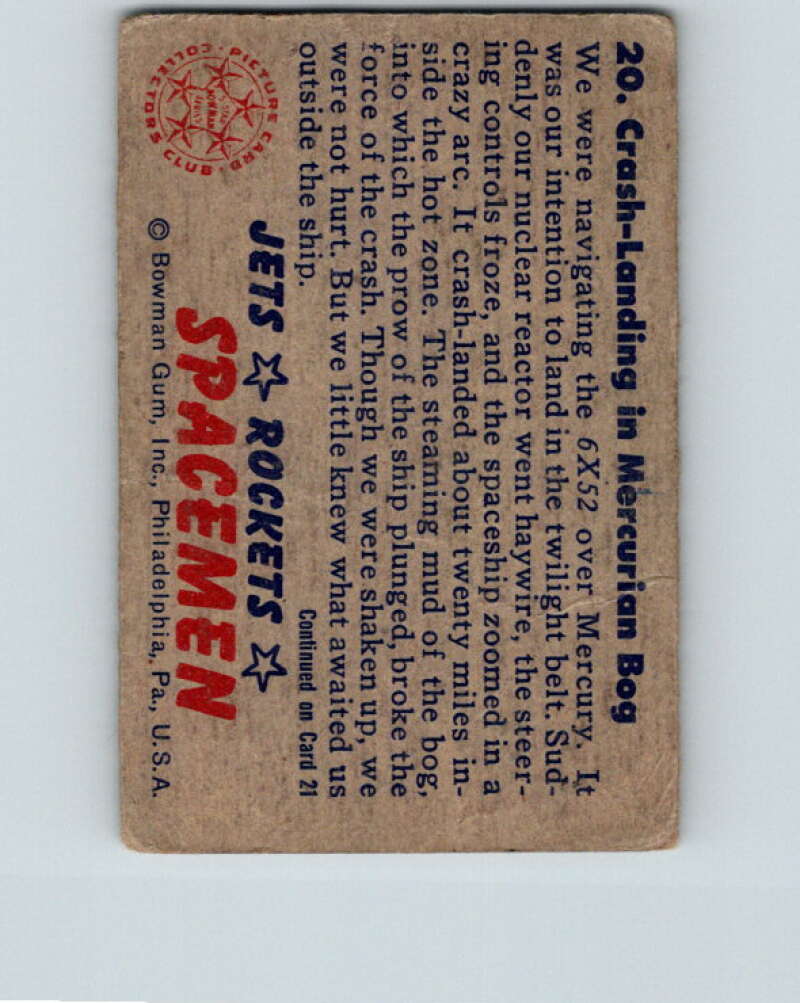 20. Crash-Landing in Mercurian Bog
We were navigating the 6X52 over Mercury. It
was our intention to land in the twilight belt. Sud-
denly our nuclear reactor went haywire, the steer-
ing controls froze, and the spaceship zoomed in a
crazy arc. It crash-landed about twenty miles in-
side the hot zone. The steaming mud of the bog,
into which the prow of the ship plunged, broke the
force of the crash. Though we were shaken up, we
were not hurt. But we little knew what awaited us
outside the ship.
Continued on Card 21
PICTURE CARD
COLLECTORS CLUB
BOWMAN
JETS ☆ ROCKETS ☆
SPACEMEN
© Bowman Gum, Inc., Philadelphia, Pa., U.S.A.